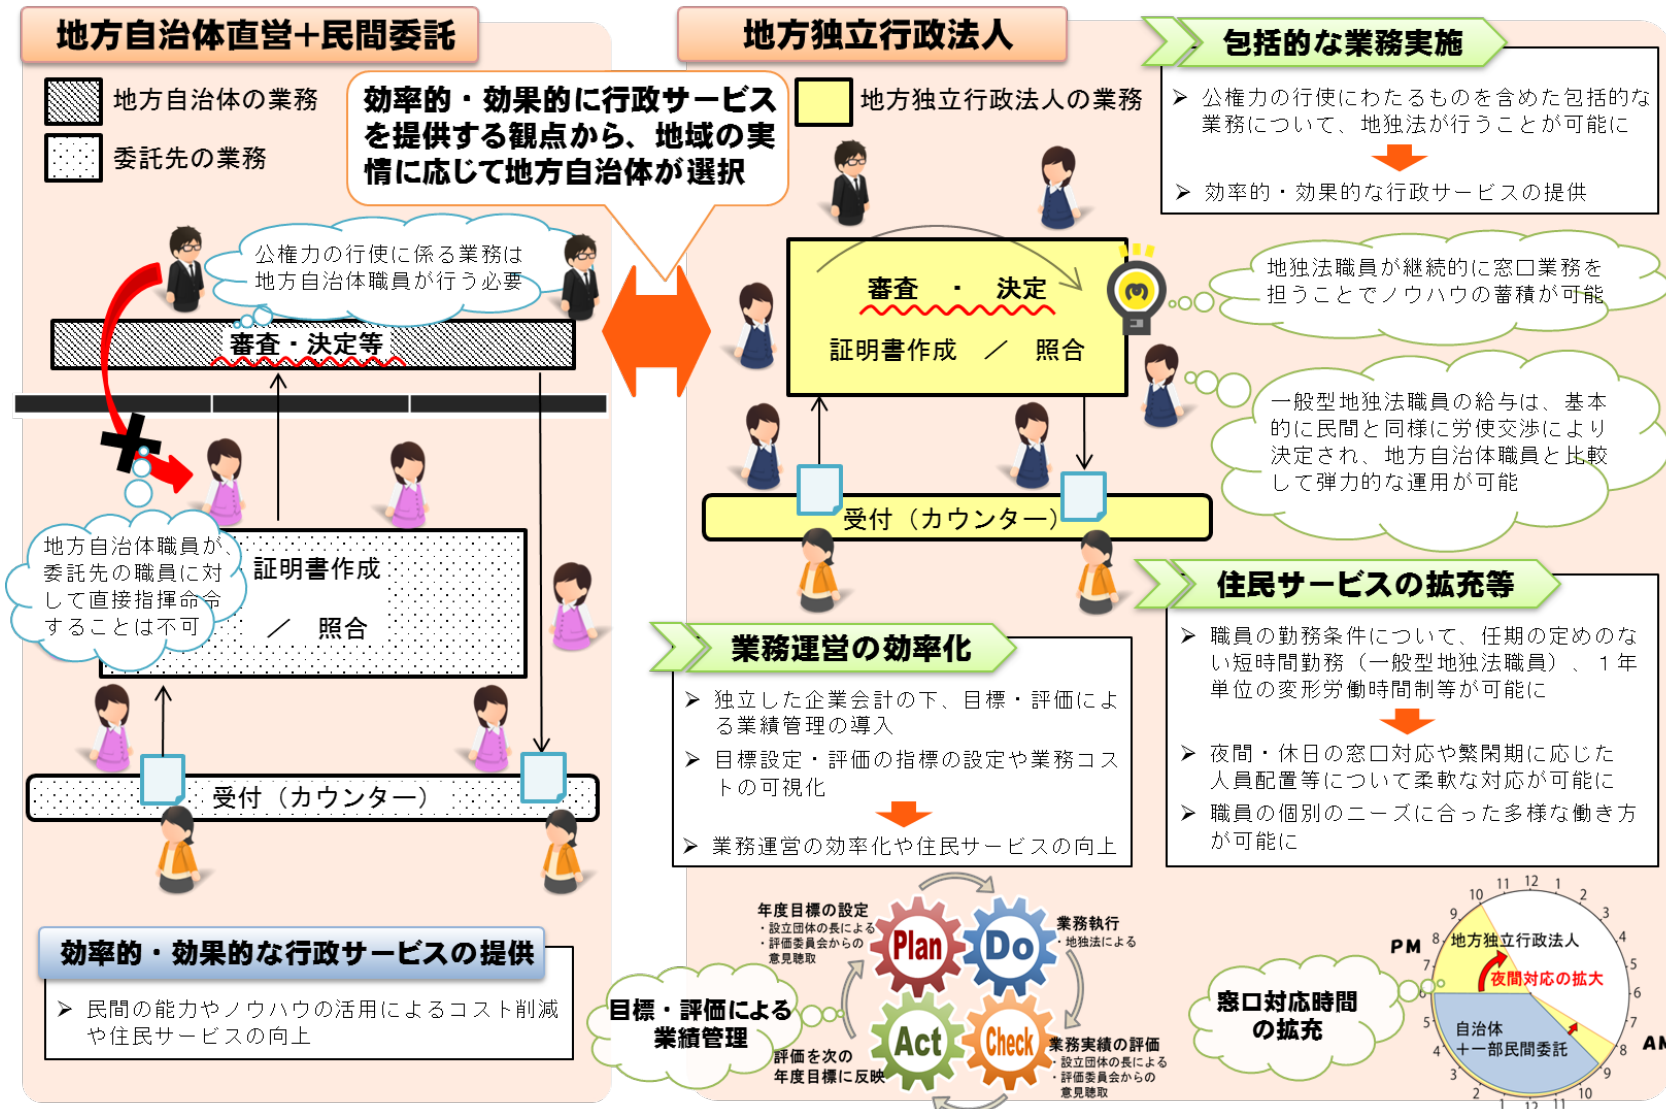 地方自治体直営＋民間委託
地方自治体の業務
委託先の業務
効率的・効果的に行政サービス
を提供する観点から、地域の実
情に応じて地方自治体が選択
公権力の行使に係る業務は
地方自治体職員が行う必要
審査・決定等
地方自治体職員が、
委託先の職員に対
して直接指揮命令
することは不可
証明書作成
／　照合
受付（カウンター）
効率的・効果的な行政サービスの提供
➢ 民間の能力やノウハウの活用によるコスト削減
や住民サービスの向上
地方独立行政法人
地方独立行政法人の業務
審査　・　決定
証明書作成　／　照合
受付（カウンター）
包括的な業務実施
➢ 公権力の行使にわたるものを含めた包括的な
業務について、地独法が行うことが可能に
➢ 効率的・効果的な行政サービスの提供
地独法職員が継続的に窓口業務を
担うことでノウハウの蓄積が可能
一般型地独法職員の給与は、基本
的に民間と同様に労使交渉により
決定され、地方自治体職員と比較
して弾力的な運用が可能
業務運営の効率化
➢ 独立した企業会計の下、目標・評価によ
る業績管理の導入
➢ 目標設定・評価の指標の設定や業務コス
トの可視化
➢ 業務運営の効率化や住民サービスの向上
住民サービスの拡充等
➢ 職員の勤務条件について、任期の定めのな
い短時間勤務（一般型地独法職員）、１年
単位の変形労働時間制等が可能に
➢ 夜間・休日の窓口対応や繁閑期に応じた
人員配置等について柔軟な対応が可能に
➢ 職員の個別のニーズに合った多様な働き方
が可能に
目標・評価による
業績管理
年度目標の設定
・設立団体の長による
・評価委員会からの
意見聴取
Plan
Do
業務執行
・地独法による
Act
Check
評価を次の
年度目標に反映
業務実績の評価
・設立団体の長による
・評価委員会からの
意見聴取
窓口対応時間
の拡充
PM
AM
12
1
2
3
4
5
6
7
8
9
10
11
12
1
2
3
4
5
6
7
8
9
10
11
地方独立行政法人
夜間対応の拡大
自治体
＋一部民間委託